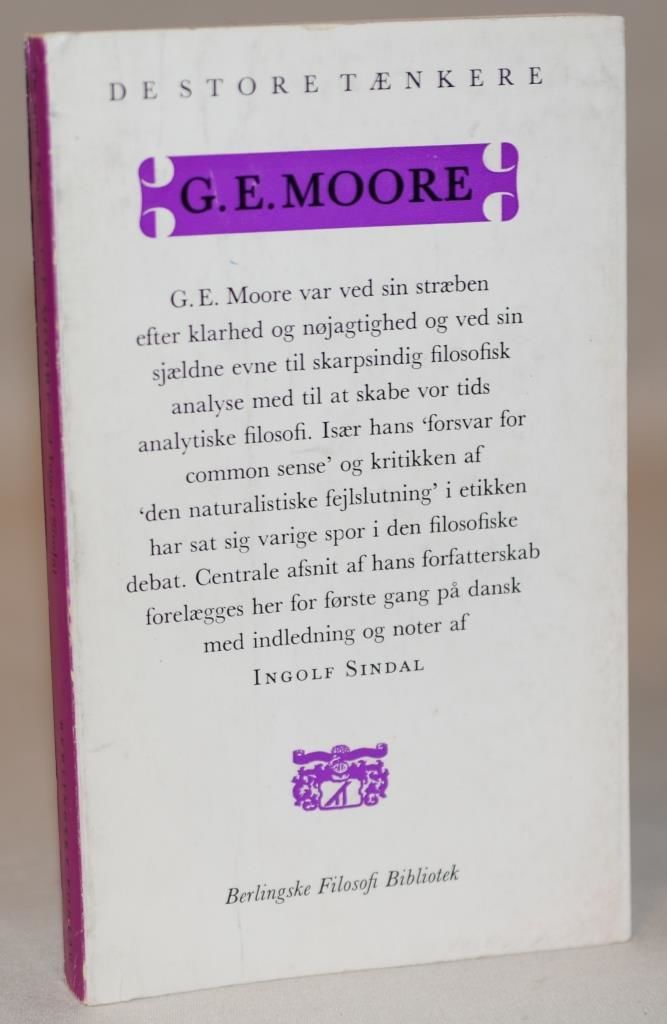 DE STORE TÆNKERE
G. E. MOORE
G. E. Moore var ved sin stræben
efter klarhed og nøjagtighed og ved sin
sjældne evne til skarpsindig filosofisk
analyse med til at skabe vor tids
analytiske filosofi. Især hans ‘forsvar for
common sense’ og kritikken af
‘den naturalistiske fejlslutning’ i etikken
har sat sig varige spor i den filosofiske
debat. Centrale afsnit af hans forfatterskab
forelægges her for første gang på dansk
med indledning og noter af
INGOLF SINDAL
Berlingske Filosofi Bibliotek